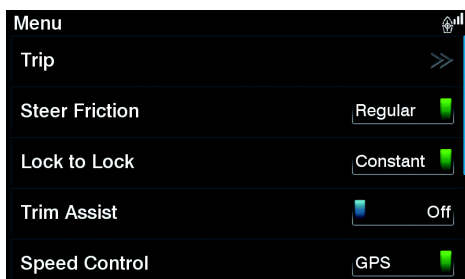 Menu
Trip
Steer Friction Regular
Lock to Lock Constant
Trim Assist Off
Speed Control GPS